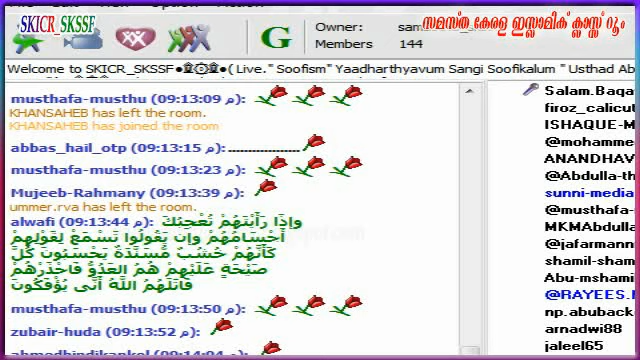 SKICR_SKSSF
സമസ്ത കേരള ഇസ്ലാമിക് ക്ലാസ്സ് റൂം
Owner:
Members 144
Welcome to SKICR_SKSSF●۩۞۩●( Live." Soofism" Yaadharthyavum Sangi Soofikalum " Usthad Ab
musthafa-musthu (09:13:09 م):
KHANSAHEB has left the room.
KHANSAHEB has joined the room
abbas_hail_otp (09:13:15 م): ..................
musthafa-musthu (09:13:23 م):
Mujeeb-Rahmany (09:13:39 م):
ummer.rva has left the room.
alwafi (09:13:44 م): وَإِذَا رَأَيْتَهُمْ تُعْجِبُكَ
أَجْسَامُهُمْ وَإِن يَقُولُوا تَسْمَعْ لِقَوْلِهِمْ
كَأَنَّهُمْ خُشُبٌ مُّسَنَّدَةٌ يَحْسَبُونَ كُلَّ
صَيْحَةٍ عَلَيْهِمْ هُمُ الْعَدُوُّ فَاحْذَرْهُمْ
قَاتَلَهُمُ اللَّهُ أَنَّى يُؤْفَكُونَ
musthafa-musthu (09:13:50 م):
zubair-huda (09:13:52 م):
ahmedhindikankol (09:14:04 م):
Salam.Baqa
firoz_calicut
ISHAQUE-M
@mohamme
ANANDHAV
@Abdulla-th
sunni-media
@musthafa-
MKMAbdulla
@jafarmann
shamil-sham
Abu-mshami
@RAYEES.M
np.abuback
arnadwi88
jaleel65